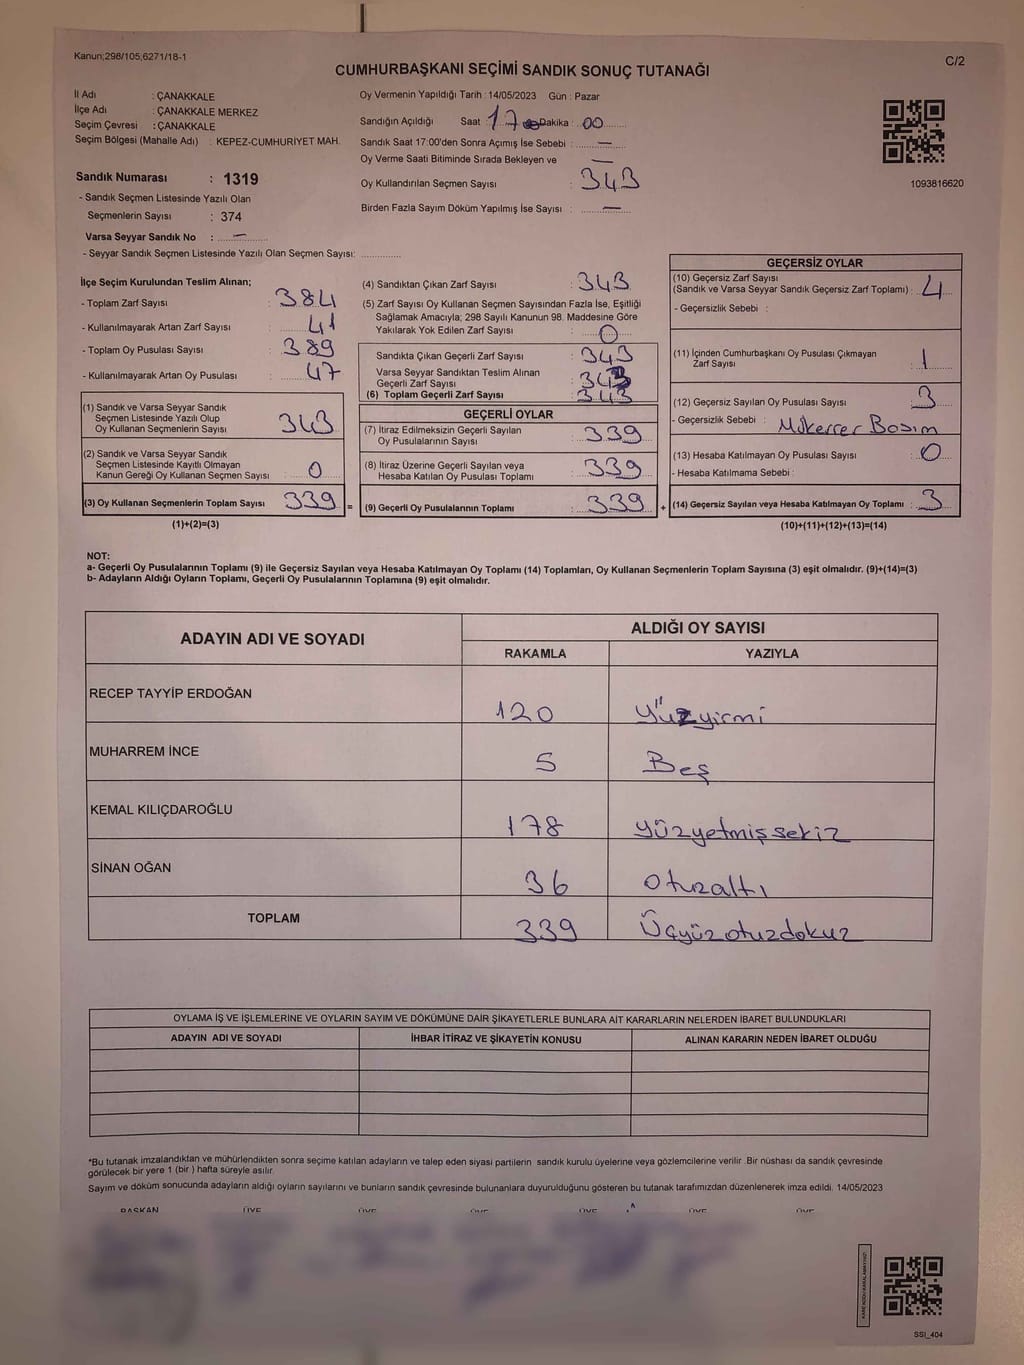 Kanun;298/105;6271/18-1
C/2
CUMHURBAŞKANI SEÇİMİ SANDIK SONUÇ TUTANAĞI
İl Adı : ÇANAKKALE
İlçe Adı : ÇANAKKALE MERKEZ
Seçim Çevresi : ÇANAKKALE
Seçim Bölgesi (Mahalle Adı) : KEPEZ-CUMHURİYET MAH.
Sandık Numarası : 1319
- Sandık Seçmen Listesinde Yazılı Olan
Seçmenlerin Sayısı : 374
Varsa Seyyar Sandık No : —
- Seyyar Sandık Seçmen Listesinde Yazılı Olan Seçmen Sayısı:
Oy Vermenin Yapıldığı Tarih : 14/05/2023 Gün : Pazar
Sandığın Açıldığı Saat : 17 Dakika : 00
Sandık Saat 17:00'den Sonra Açımış İse Sebebi : —
Oy Verme Saati Bitiminde Sırada Bekleyen ve —
Oy Kullandırılan Seçmen Sayısı : 343
Birden Fazla Sayım Döküm Yapılmış İse Sayısı : —
1093816620
İlçe Seçim Kurulundan Teslim Alınan;
- Toplam Zarf Sayısı : 384
- Kullanılmayarak Artan Zarf Sayısı : 41
- Toplam Oy Pusulası Sayısı : 389
- Kullanılmayarak Artan Oy Pusulası : 47
(1) Sandık ve Varsa Seyyar Sandık
Seçmen Listesinde Yazılı Olup
Oy Kullanan Seçmenlerin Sayısı : 343
(2) Sandık ve Varsa Seyyar Sandık
Seçmen Listesinde Kayıtlı Olmayan
Kanun Gereği Oy Kullanan Seçmen Sayısı : 0
(3) Oy Kullanan Seçmenlerin Toplam Sayısı : 339 =
(1)+(2)=(3)
(4) Sandıktan Çıkan Zarf Sayısı : 343
(5) Zarf Sayısı Oy Kullanan Seçmen Sayısından Fazla İse, Eşitliği
Sağlamak Amacıyla; 298 Sayılı Kanunun 98. Maddesine Göre
Yakılarak Yok Edilen Zarf Sayısı : 0
Sandıkta Çıkan Geçerli Zarf Sayısı : 343
Varsa Seyyar Sandıktan Teslim Alınan
Geçerli Zarf Sayısı : 343
(6) Toplam Geçerli Zarf Sayısı : 343
GEÇERLİ OYLAR
(7) İtiraz Edilmeksizin Geçerli Sayılan
Oy Pusulalarının Sayısı : 339
(8) İtiraz Üzerine Geçerli Sayılan veya
Hesaba Katılan Oy Pusulası Toplamı : 339
(9) Geçerli Oy Pusulalarının Toplamı : 339 +
GEÇERSİZ OYLAR
(10) Geçersiz Zarf Sayısı
(Sandık ve Varsa Seyyar Sandık Geçersiz Zarf Toplamı) : 4
- Geçersizlik Sebebi :
(11) İçinden Cumhurbaşkanı Oy Pusulası Çıkmayan
Zarf Sayısı : 1
(12) Geçersiz Sayılan Oy Pusulası Sayısı : 3
- Geçersizlik Sebebi : Mükerrer Basım
(13) Hesaba Katılmayan Oy Pusulası Sayısı : 0
- Hesaba Katılmama Sebebi :
(14) Geçersiz Sayılan veya Hesaba Katılmayan Oy Toplamı : 3
(10)+(11)+(12)+(13)=(14)
NOT:
a- Geçerli Oy Pusulalarının Toplamı (9) ile Geçersiz Sayılan veya Hesaba Katılmayan Oy Toplamı (14) Toplamları, Oy Kullanan Seçmenlerin Toplam Sayısına (3) eşit olmalıdır. (9)+(14)=(3)
b- Adayların Aldığı Oyların Toplamı, Geçerli Oy Pusulalarının Toplamına (9) eşit olmalıdır.
ADAYIN ADI VE SOYADI ALDIĞI OY SAYISI
RAKAMLA YAZIYLA
RECEP TAYYİP ERDOĞAN 120 Yüzyirmi
MUHARREM İNCE 5 Beş
KEMAL KILIÇDAROĞLU 178 yüzyetmişsekiz
SİNAN OĞAN 36 Otuzaltı
TOPLAM 339 Üçyüzotuzdokuz
OYLAMA İŞ VE İŞLEMLERİNE VE OYLARIN SAYIM VE DÖKÜMÜNE DAİR ŞİKAYETLERLE BUNLARA AİT KARARLARIN NELERDEN İBARET BULUNDUKLARI
ADAYIN ADI VE SOYADI İHBAR İTİRAZ VE ŞİKAYETİN KONUSU ALINAN KARARIN NEDEN İBARET OLDUĞU
*Bu tutanak imzalandıktan ve mühürlendikten sonra seçime katılan adayların ve talep eden siyasi partilerin sandık kurulu üyelerine veya gözlemcilerine verilir .Bir nüshası da sandık çevresinde
görülecek bir yere 1 (bir ) hafta süreyle asılır.
Sayım ve döküm sonucunda adayların aldığı oyların sayılarını ve bunların sandık çevresinde bulunanlara duyurulduğunu gösteren bu tutanak tarafımızdan düzenlenerek imza edildi. 14/05/2023
BAŞKAN ÜYE ÜYE ÜYE ÜYE ÜYE ÜYE
SSI_404